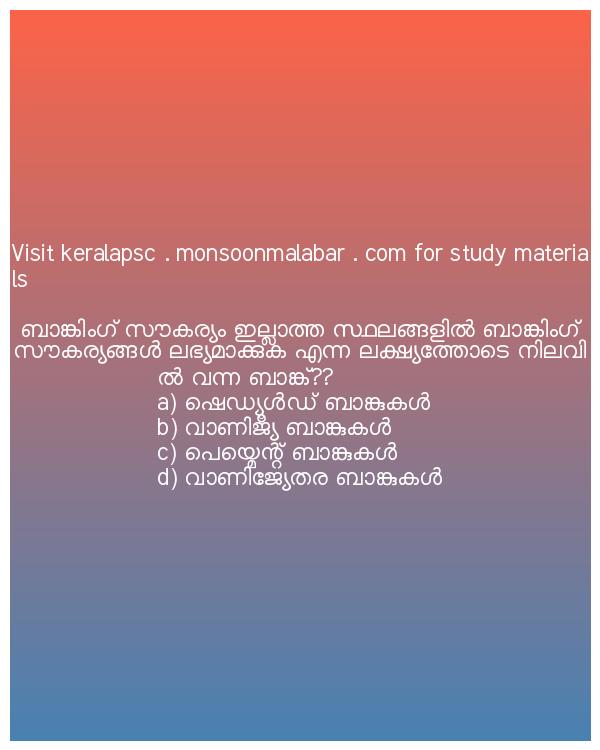 Visit keralapsc . monsoonmalabar . com for study materia
ls
ബാങ്കിംഗ് സൗകര്യം ഇല്ലാത്ത സ്ഥലങ്ങളിൽ ബാങ്കിംഗ്
സൗകര്യങ്ങൾ ലഭ്യമാക്കുക എന്ന ലക്ഷ്യത്തോടെ നിലവി
ൽ വന്ന ബാങ്ക്??
a) ഷെഡ്യൂൾഡ് ബാങ്കുകൾ
b) വാണിജ്യ ബാങ്കുകൾ
c) പെയ്മെന്റ് ബാങ്കുകൾ
d) വാണിജ്യേതര ബാങ്കുകൾ